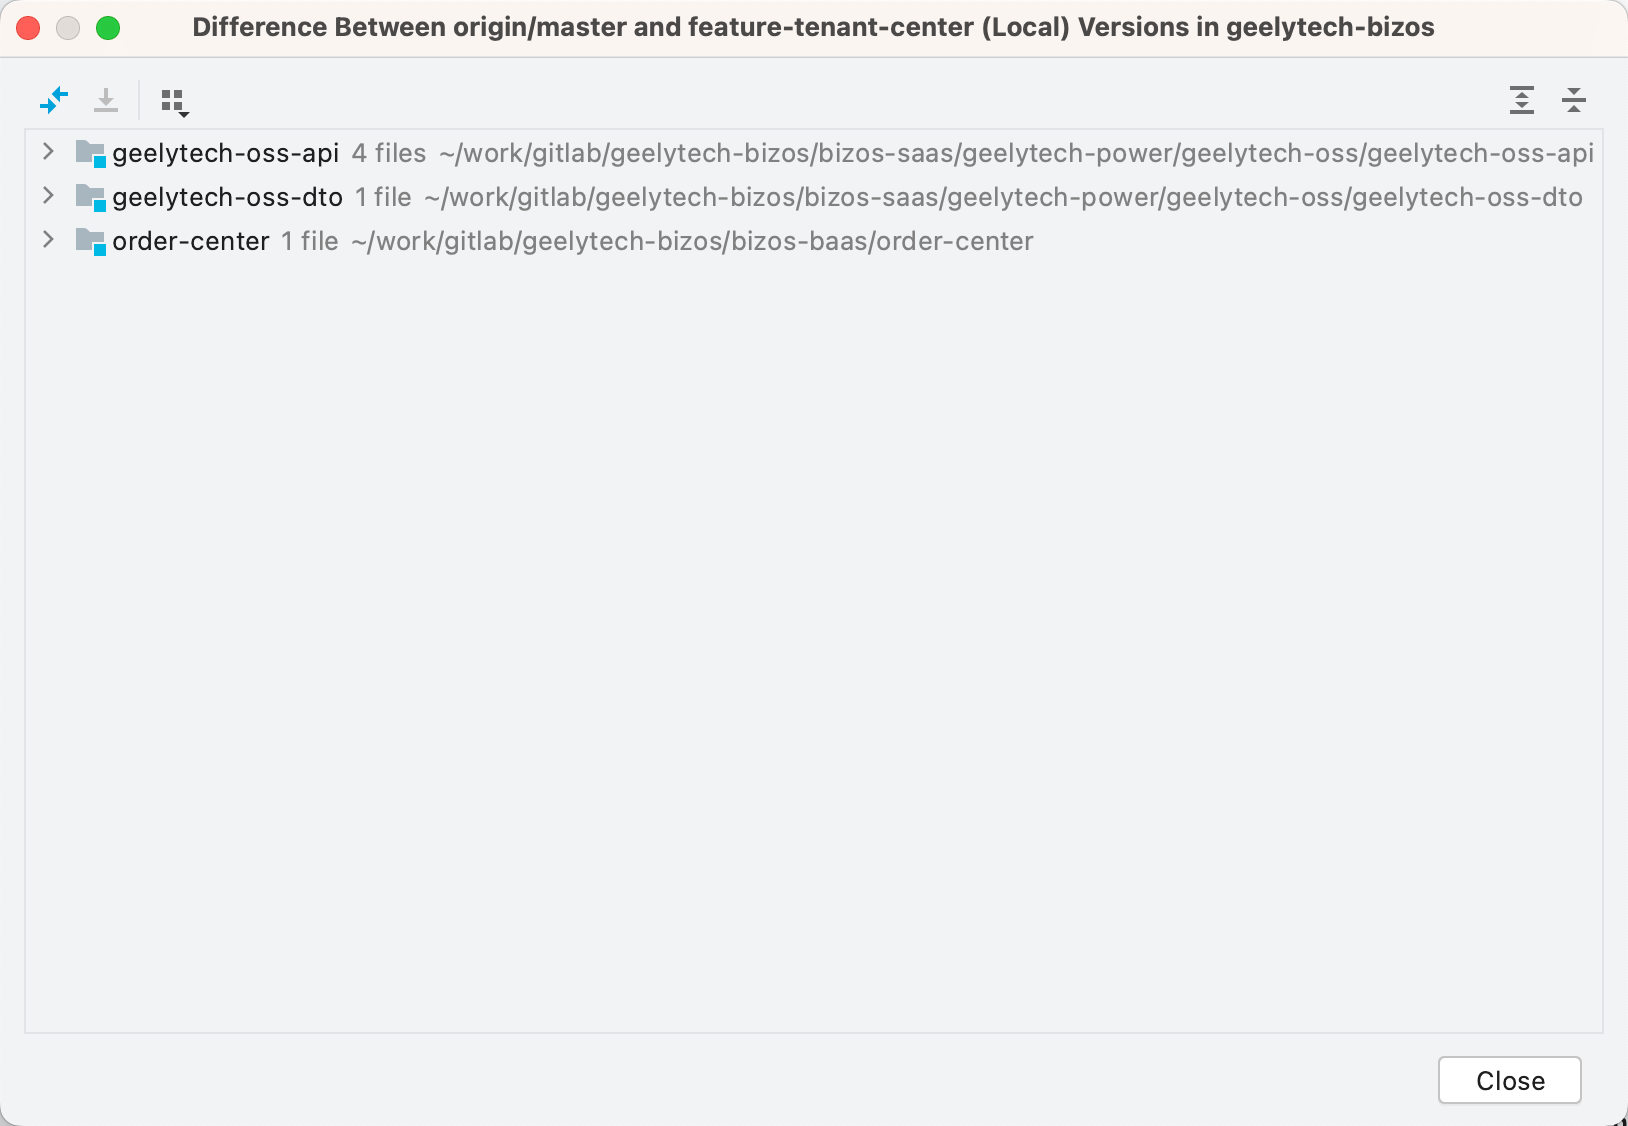 Difference Between origin/master and feature-tenant-center (Local) Versions in geelytech-bizos
geelytech-oss-api 4 files ~/work/gitlab/geelytech-bizos/bizos-saas/geelytech-power/geelytech-oss/geelytech-oss-api
geelytech-oss-dto 1 file ~/work/gitlab/geelytech-bizos/bizos-saas/geelytech-power/geelytech-oss/geelytech-oss-dto
order-center 1 file ~/work/gitlab/geelytech-bizos/bizos-baas/order-center
Close